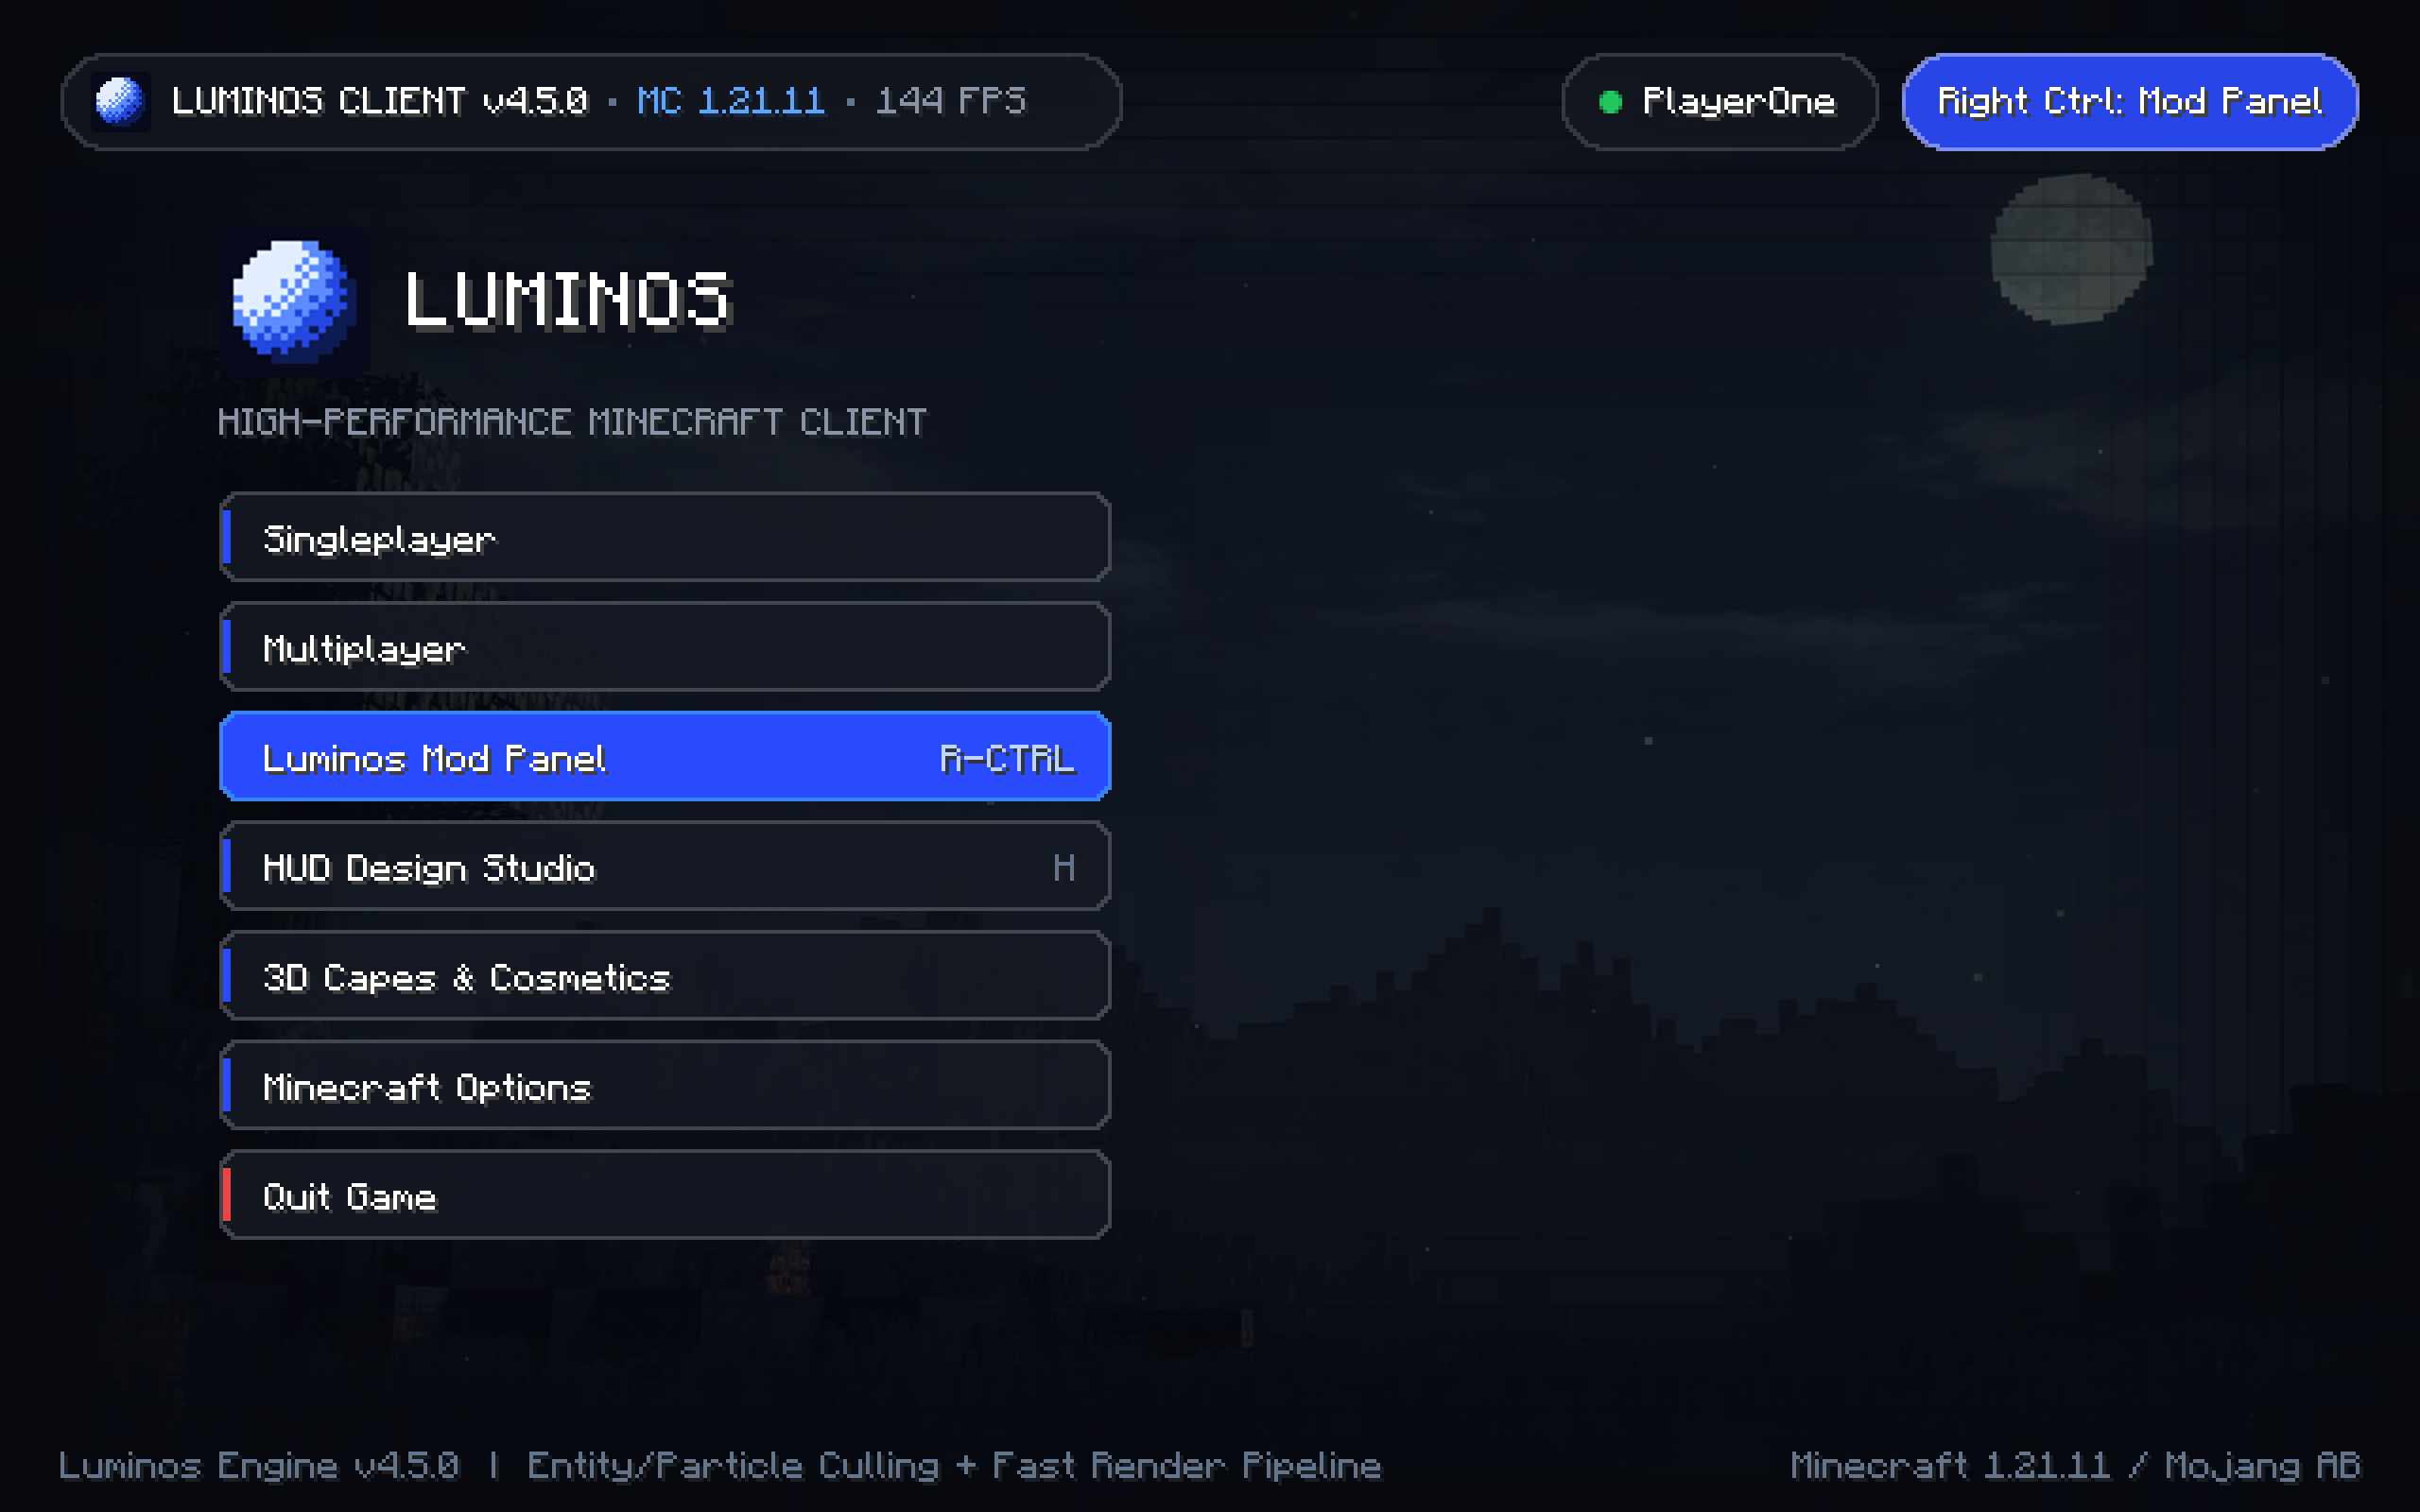 LUMINOS CLIENT v4.5.0 · MC 1.21.11 · 144 FPS
PlayerOne
Right Ctrl: Mod Panel
LUMINOS
HIGH-PERFORMANCE MINECRAFT CLIENT
Singleplayer
Multiplayer
Luminos Mod Panel R-CTRL
HUD Design Studio H
3D Capes & Cosmetics
Minecraft Options
Quit Game
Luminos Engine v4.5.0 | Entity/Particle Culling + Fast Render Pipeline
Minecraft 1.21.11 / Mojang AB